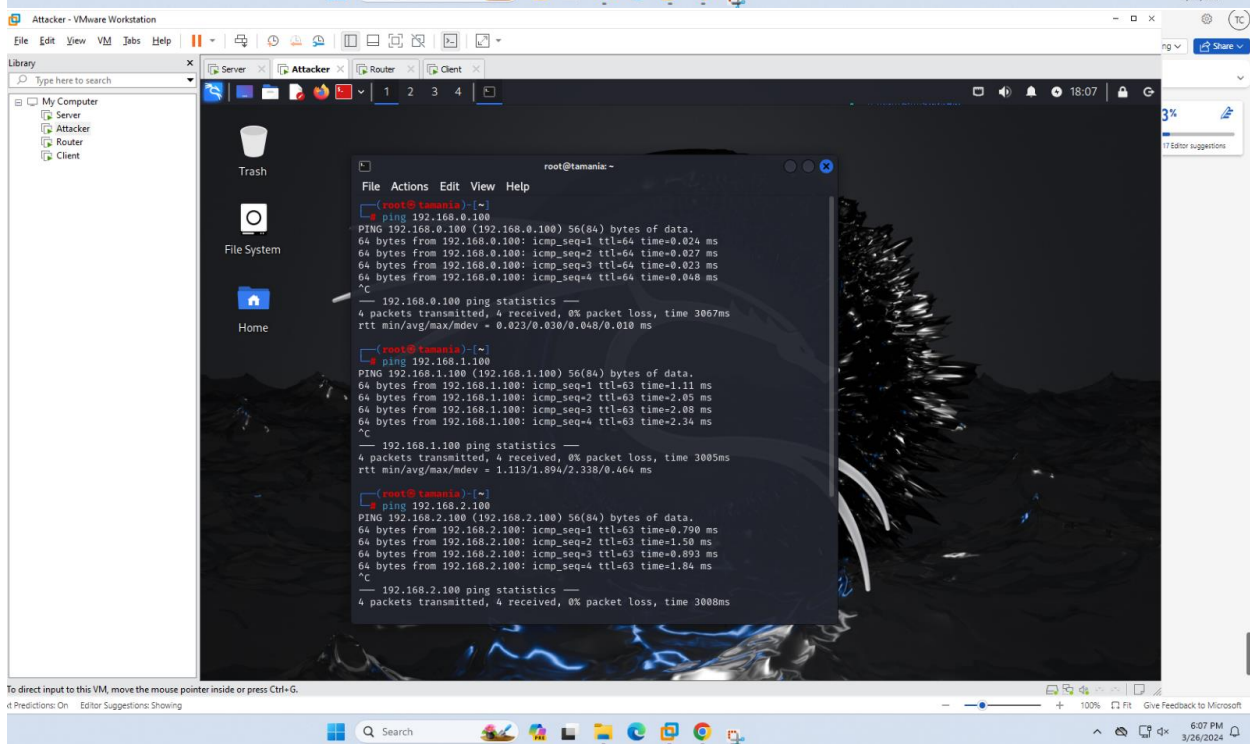 Attacker - VMware Workstation
TC
File Edit View VM Tabs Help
Share
Library
Server Attacker Router Client
Type here to search
1 2 3 4
18:07
My Computer
Server
Attacker
Router
Client
3%
17 Editor suggestions
Trash
File System
Home
root@tamania: ~
File Actions Edit View Help
(root㉿tamania)-[~]
# ping 192.168.0.100
PING 192.168.0.100 (192.168.0.100) 56(84) bytes of data.
64 bytes from 192.168.0.100: icmp_seq=1 ttl=64 time=0.024 ms
64 bytes from 192.168.0.100: icmp_seq=2 ttl=64 time=0.027 ms
64 bytes from 192.168.0.100: icmp_seq=3 ttl=64 time=0.023 ms
64 bytes from 192.168.0.100: icmp_seq=4 ttl=64 time=0.048 ms
^C
— 192.168.0.100 ping statistics —
4 packets transmitted, 4 received, 0% packet loss, time 3067ms
rtt min/avg/max/mdev = 0.023/0.030/0.048/0.010 ms
(root㉿tamania)-[~]
# ping 192.168.1.100
PING 192.168.1.100 (192.168.1.100) 56(84) bytes of data.
64 bytes from 192.168.1.100: icmp_seq=1 ttl=63 time=1.11 ms
64 bytes from 192.168.1.100: icmp_seq=2 ttl=63 time=2.05 ms
64 bytes from 192.168.1.100: icmp_seq=3 ttl=63 time=2.08 ms
64 bytes from 192.168.1.100: icmp_seq=4 ttl=63 time=2.34 ms
^C
— 192.168.1.100 ping statistics —
4 packets transmitted, 4 received, 0% packet loss, time 3005ms
rtt min/avg/max/mdev = 1.113/1.894/2.338/0.464 ms
(root㉿tamania)-[~]
# ping 192.168.2.100
PING 192.168.2.100 (192.168.2.100) 56(84) bytes of data.
64 bytes from 192.168.2.100: icmp_seq=1 ttl=63 time=0.790 ms
64 bytes from 192.168.2.100: icmp_seq=2 ttl=63 time=1.50 ms
64 bytes from 192.168.2.100: icmp_seq=3 ttl=63 time=0.893 ms
64 bytes from 192.168.2.100: icmp_seq=4 ttl=63 time=1.84 ms
^C
— 192.168.2.100 ping statistics —
4 packets transmitted, 4 received, 0% packet loss, time 3008ms
To direct input to this VM, move the mouse pointer inside or press Ctrl+G.
xt Predictions: On Editor Suggestions: Showing
100% Fit Give Feedback to Microsoft
Search
6:07 PM
3/26/2024